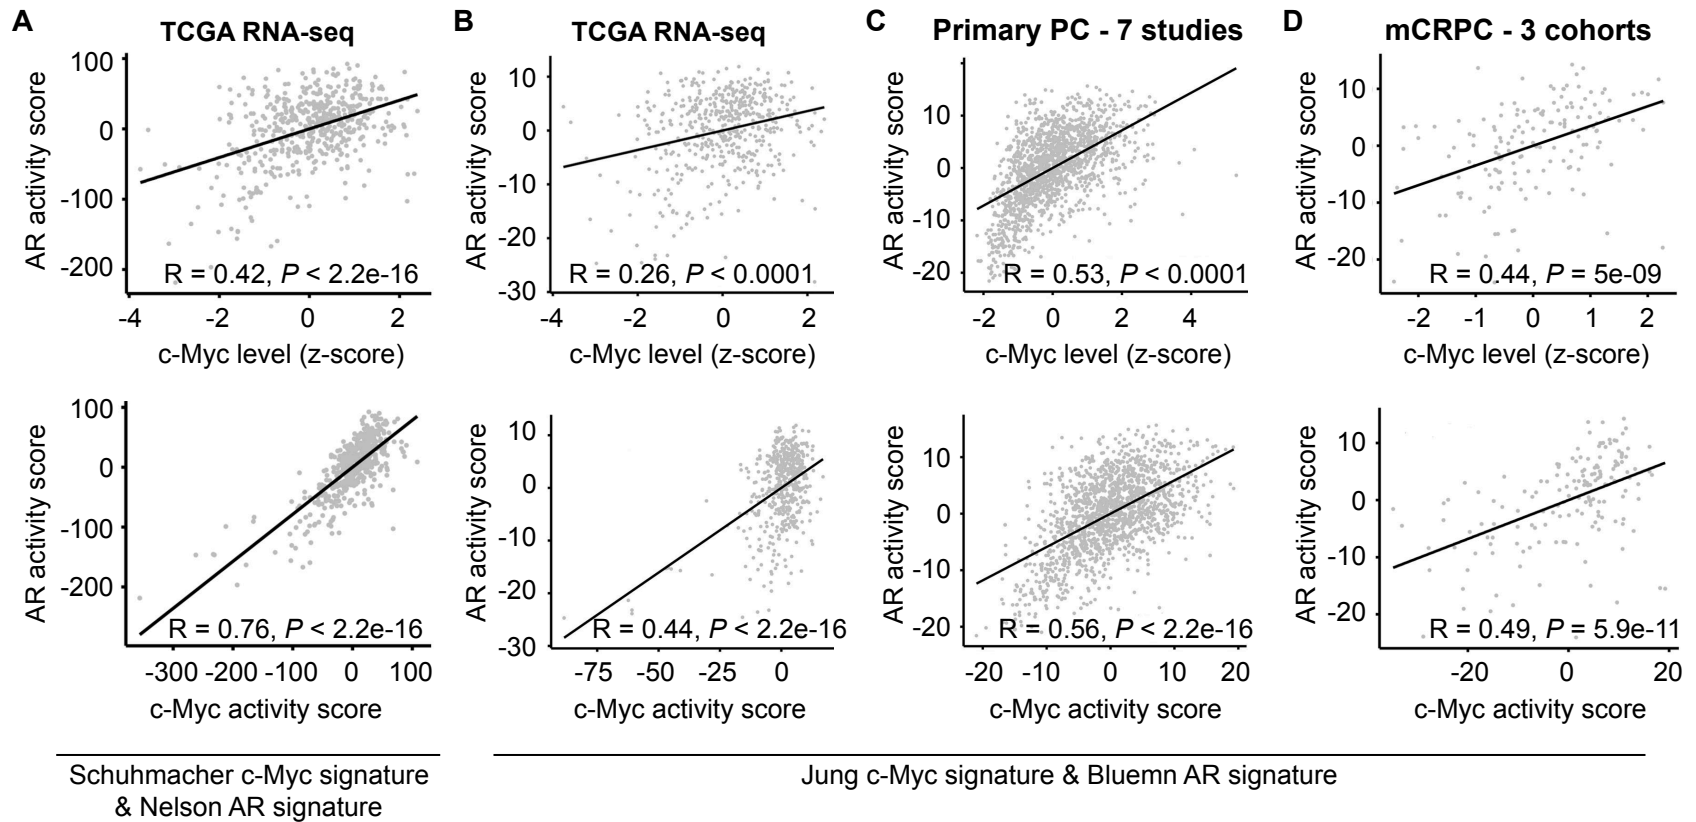 A
TCGA RNA-seq
AR activity score
100
0
-100
-200
R = 0.42, P < 2.2e-16
-4 -2 0 2
c-Myc level (z-score)
B
TCGA RNA-seq
AR activity score
10
0
-10
-20
-30
R = 0.26, P < 0.0001
-4 -2 0 2
c-Myc level (z-score)
C
Primary PC - 7 studies
AR activity score
10
0
-10
-20
R = 0.53, P < 0.0001
-2 0 2 4
c-Myc level (z-score)
D
mCRPC - 3 cohorts
AR activity score
10
0
-10
-20
R = 0.44, P = 5e-09
-2 -1 0 1 2
c-Myc level (z-score)
AR activity score
100
0
-100
-200
R = 0.76, P < 2.2e-16
-300 -200 -100 0 100
c-Myc activity score
AR activity score
10
0
-10
-20
-30
R = 0.44, P < 2.2e-16
-75 -50 -25 0
c-Myc activity score
AR activity score
10
0
-10
-20
R = 0.56, P < 2.2e-16
-20 -10 0 10 20
c-Myc activity score
AR activity score
10
0
-10
-20
R = 0.49, P = 5.9e-11
-20 0 20
c-Myc activity score
Schuhmacher c-Myc signature
& Nelson AR signature
Jung c-Myc signature & Bluemn AR signature